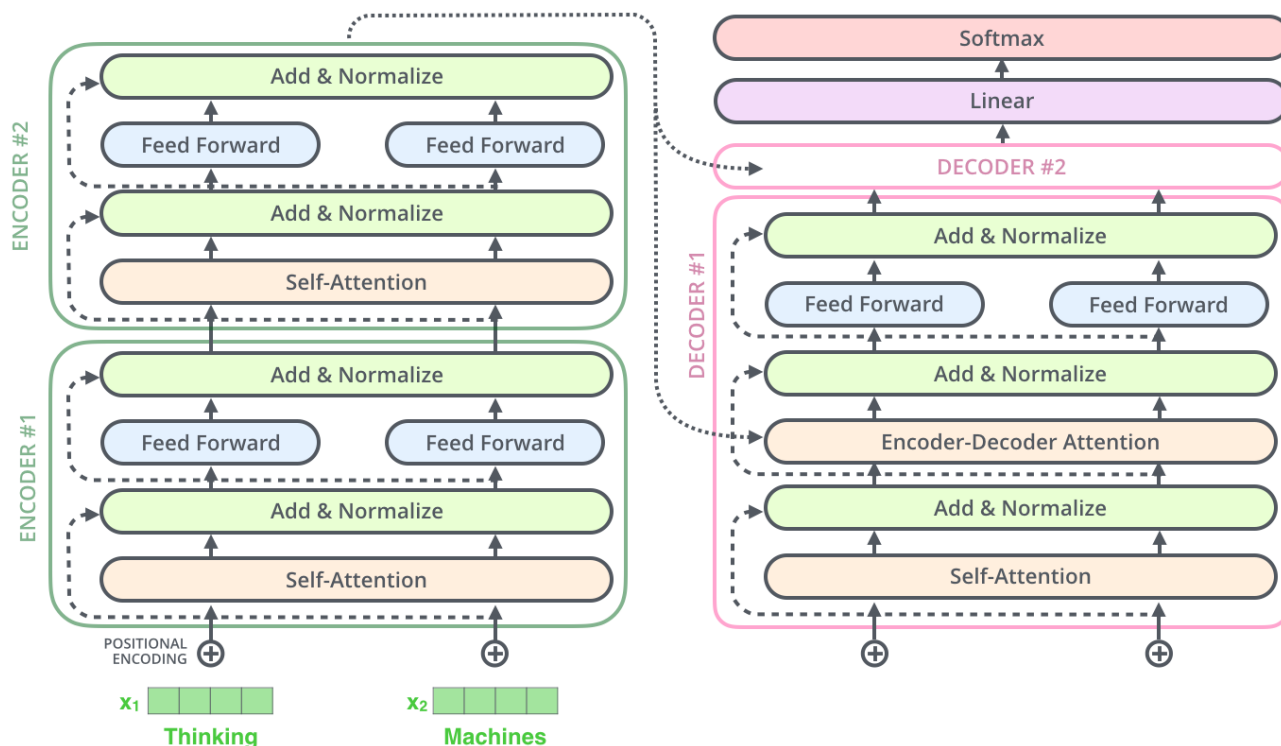 ENCODER #2
Add & Normalize
Feed Forward Feed Forward
Add & Normalize
Self-Attention
ENCODER #1
Add & Normalize
Feed Forward Feed Forward
Add & Normalize
Self-Attention
POSITIONAL
ENCODING
x1 x2
Thinking Machines
Softmax
Linear
DECODER #2
DECODER #1
Add & Normalize
Feed Forward Feed Forward
Add & Normalize
Encoder-Decoder Attention
Add & Normalize
Self-Attention